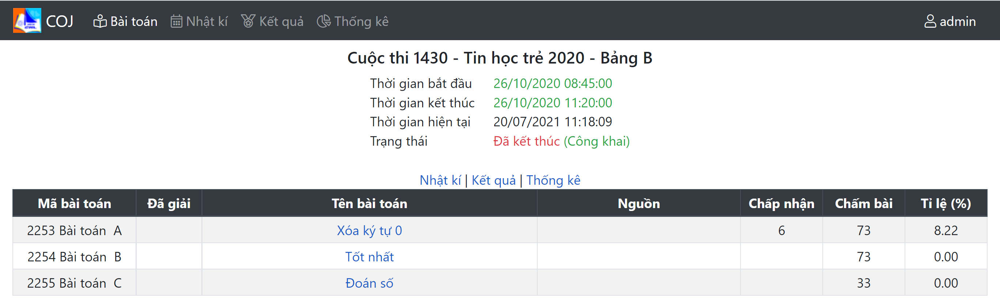 COJ Bài toán Nhật kí Kết quả Thống kê admin
Cuộc thi 1430 - Tin học trẻ 2020 - Bảng B
Thời gian bắt đầu 26/10/2020 08:45:00
Thời gian kết thúc 26/10/2020 11:20:00
Thời gian hiện tại 20/07/2021 11:18:09
Trạng thái Đã kết thúc (Công khai)
Nhật kí | Kết quả | Thống kê
Mã bài toán Đã giải Tên bài toán Nguồn Chấp nhận Chấm bài Tỉ lệ (%)
2253 Bài toán A Xóa ký tự 0 6 73 8.22
2254 Bài toán B Tốt nhất 73 0.00
2255 Bài toán C Đoán số 33 0.00